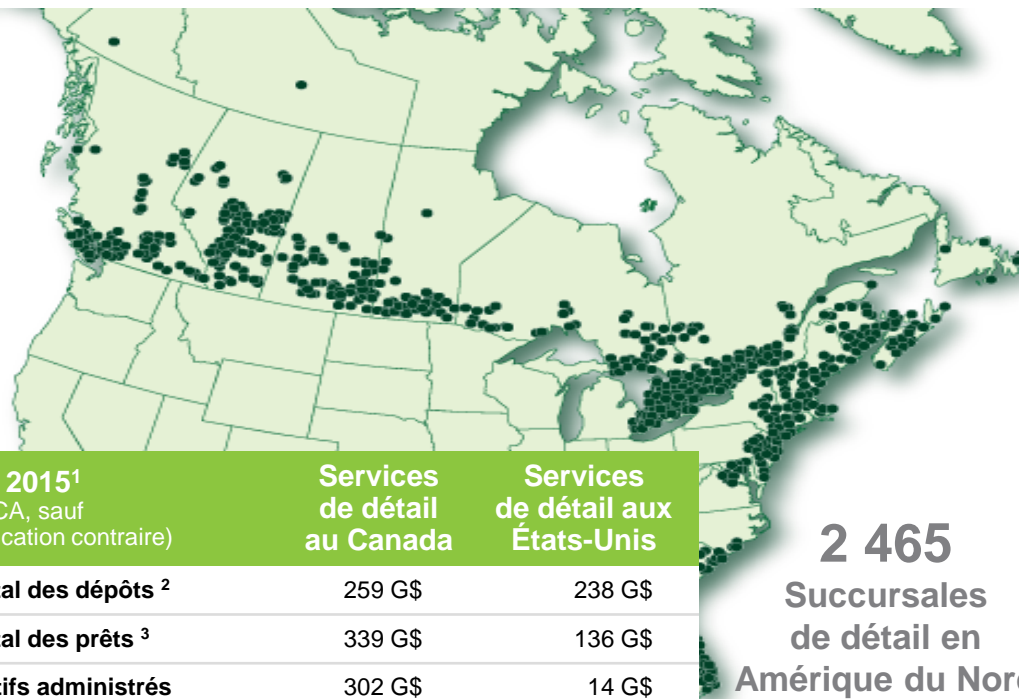 2015¹
CA, sauf
ication contraire)
Services
de détail
au Canada
Services
de détail aux
États-Unis
tal des dépôts ²
259 G$
238 G$
tal des prêts ³
339 G$
136 G$
tifs administrés
302 G$
14 G$
2 465
Succursales
de détail en
Amérique du Nord